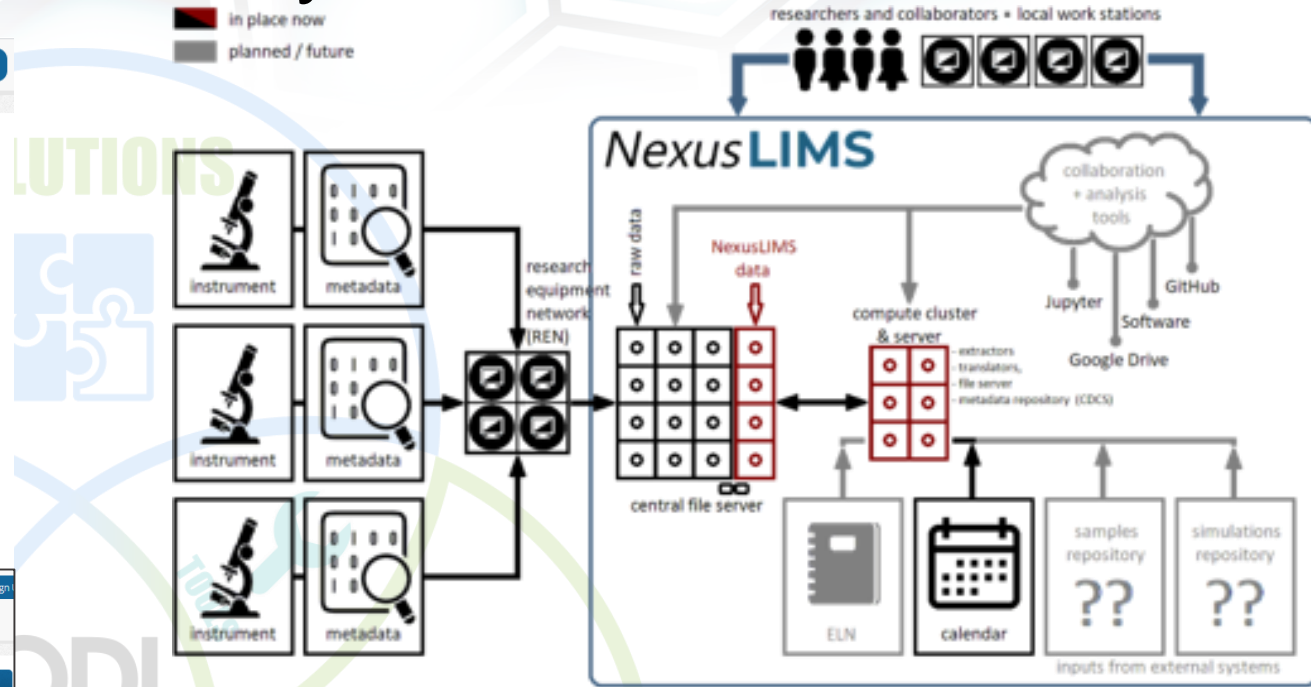 in place now
planned / future
researchers and collaborators • local work stations
LUTIONS
NexusLIMS
collaboration
+ analysis
tools
raw data
NexusLIMS
data
instrument
metadata
research
equipment
network
(REN)
compute cluster
& server
- extractors
- translators,
- file server
- metadata repository (CDCS)
Jupyter
GitHub
Software
Google Drive
instrument
metadata
central file server
samples
repository
??
simulations
repository
??
TOOLS
instrument
metadata
ELN
calendar
inputs from external systems